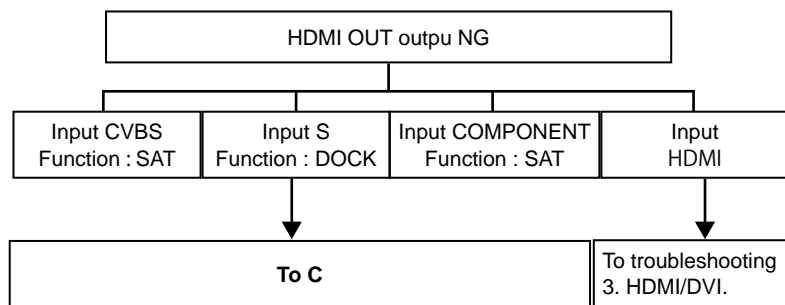 HDMI OUT outpu NG
Input CVBS
Function : SAT
Input S
Function : DOCK
Input COMPONENT
Function : SAT
Input
HDMI
To C
To troubleshooting
3. HDMI/DVI.